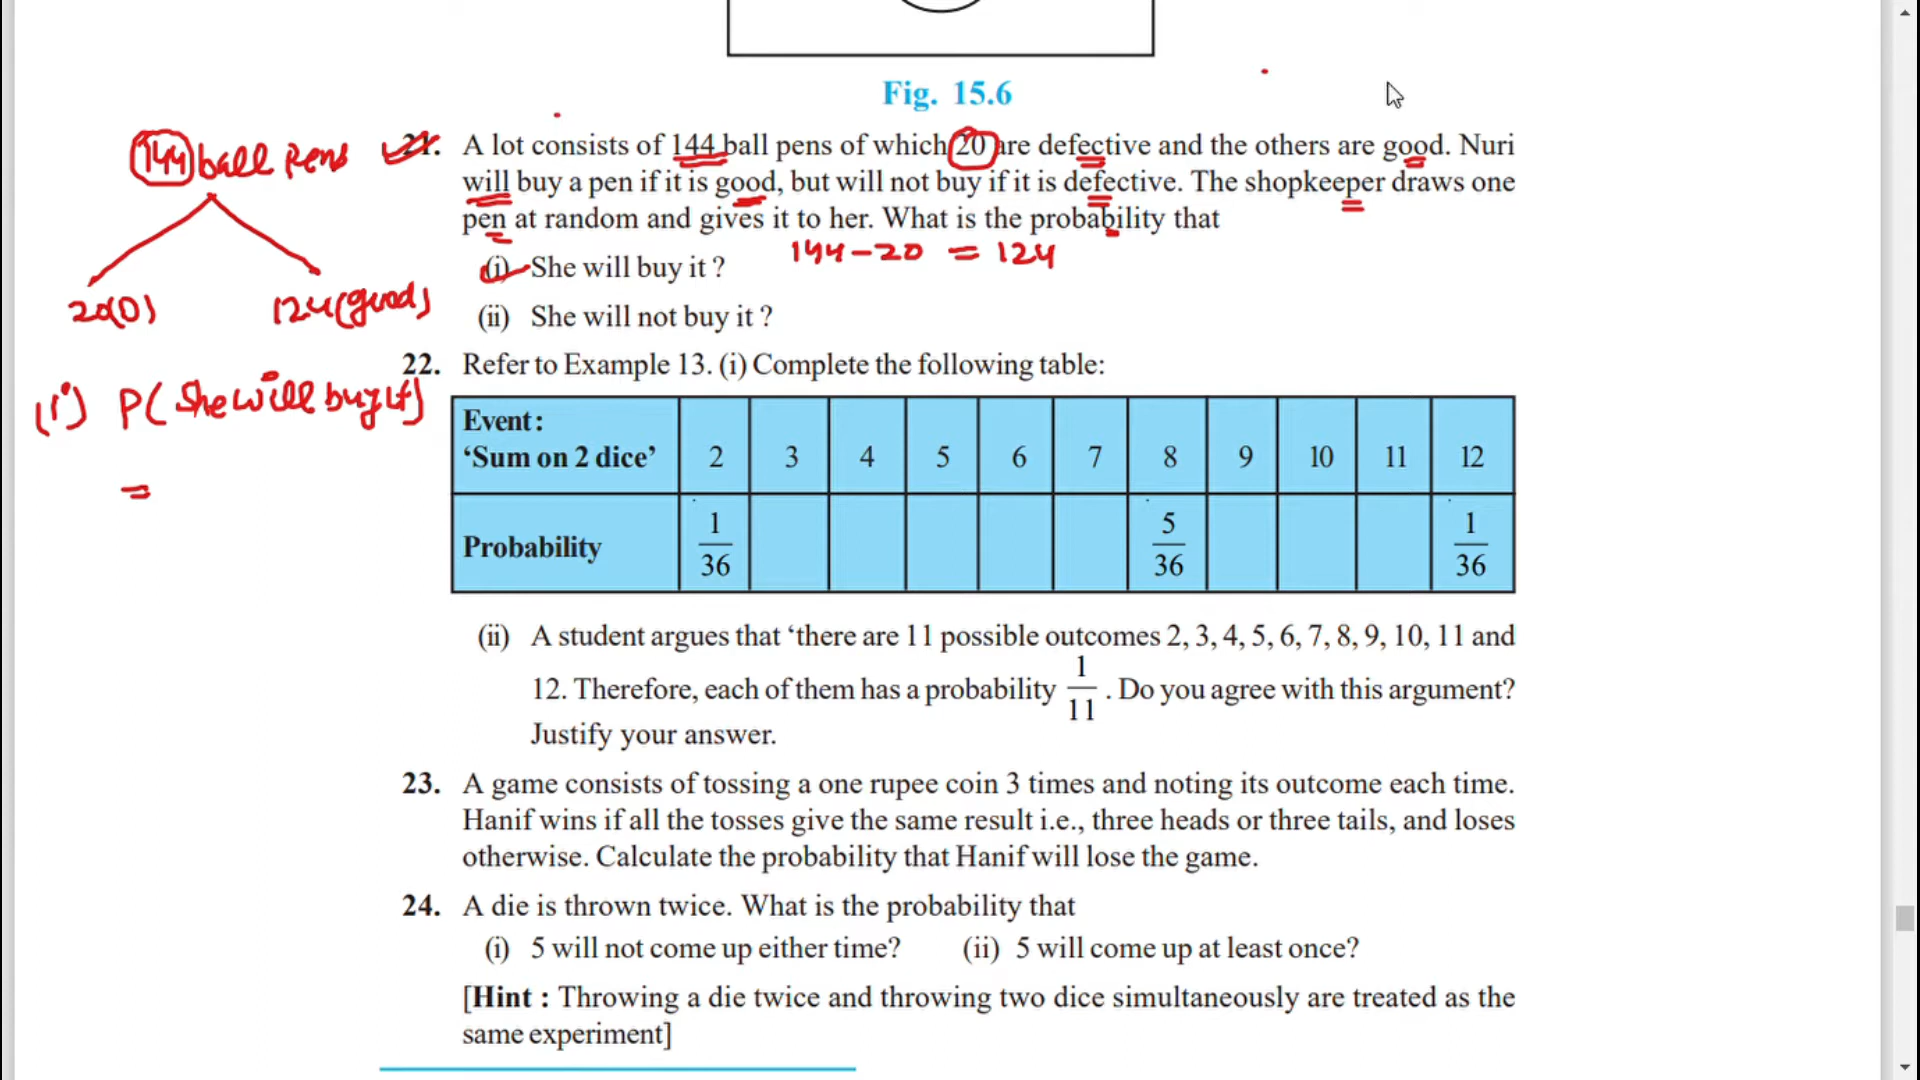 Fig. 15.6
144 ball pens
21. A lot consists of 144 ball pens of which 20 are defective and the others are good. Nuri
will buy a pen if it is good, but will not buy if it is defective. The shopkeeper draws one
pen at random and gives it to her. What is the probability that
144-20 = 124
(i) She will buy it ?
20(D) 124(good)
(ii) She will not buy it ?
22. Refer to Example 13. (i) Complete the following table:
(i) P( She will buy it)
=
Event :
‘Sum on 2 dice’ 2 3 4 5 6 7 8 9 10 11 12
Probability 1/36 5/36 1/36
(ii) A student argues that ‘there are 11 possible outcomes 2, 3, 4, 5, 6, 7, 8, 9, 10, 11 and
12. Therefore, each of them has a probability 1/11 . Do you agree with this argument?
Justify your answer.
23. A game consists of tossing a one rupee coin 3 times and noting its outcome each time.
Hanif wins if all the tosses give the same result i.e., three heads or three tails, and loses
otherwise. Calculate the probability that Hanif will lose the game.
24. A die is thrown twice. What is the probability that
(i) 5 will not come up either time? (ii) 5 will come up at least once?
[Hint : Throwing a die twice and throwing two dice simultaneously are treated as the
same experiment]